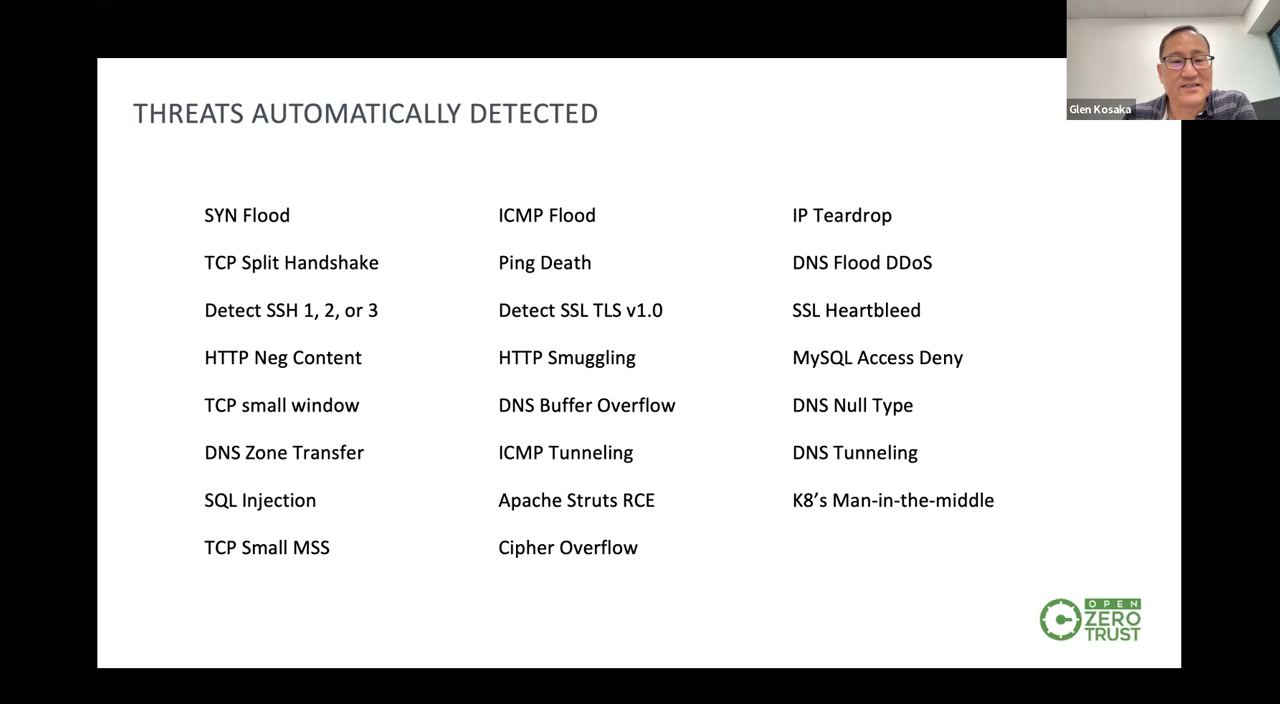 THREATS AUTOMATICALLY DETECTED
Glen Kosaka
SYN Flood
ICMP Flood
IP Teardrop
TCP Split Handshake
Ping Death
DNS Flood DDoS
Detect SSH 1, 2, or 3
Detect SSL TLS v1.0
SSL Heartbleed
HTTP Neg Content
HTTP Smuggling
MySQL Access Deny
TCP small window
DNS Buffer Overflow
DNS Null Type
DNS Zone Transfer
ICMP Tunneling
DNS Tunneling
SQL Injection
Apache Struts RCE
K8’s Man-in-the-middle
TCP Small MSS
Cipher Overflow
OPEN
ZERO
TRUST